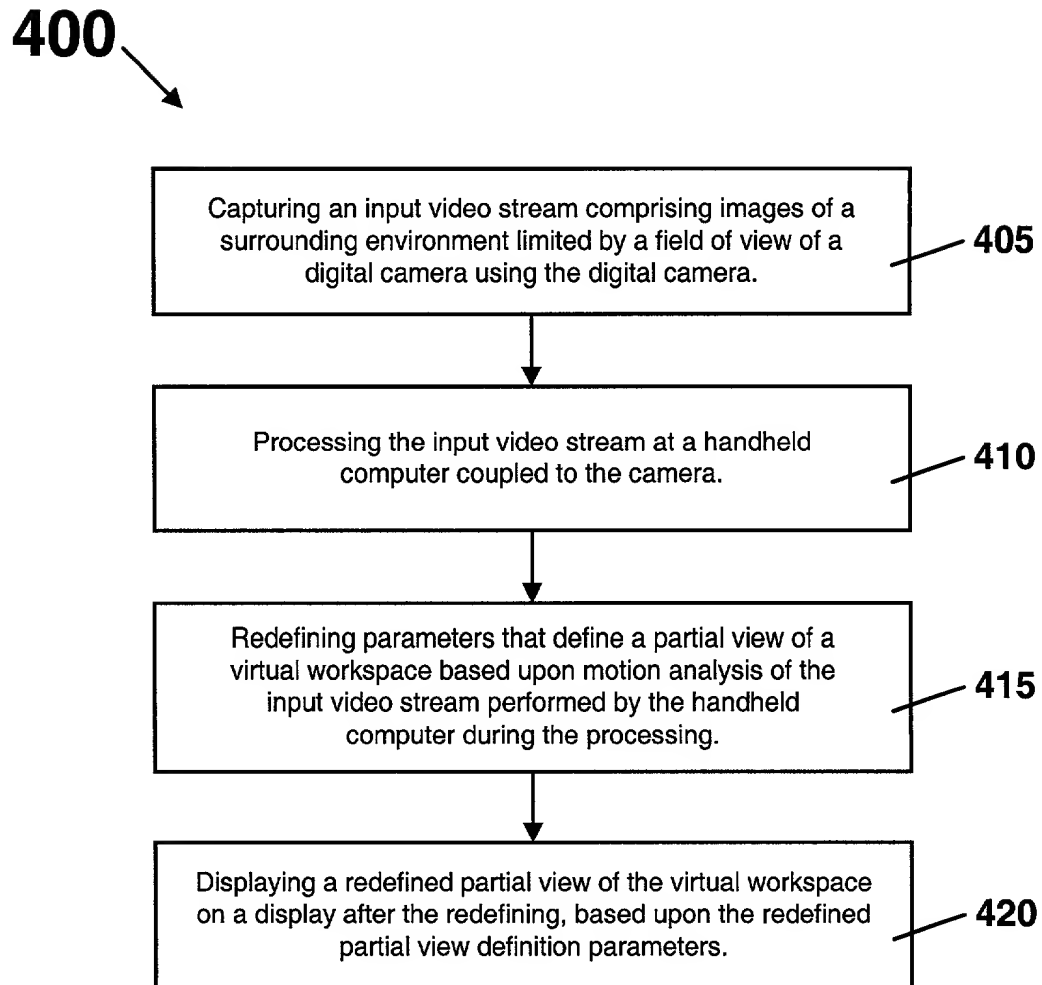 400
Capturing an input video stream comprising images of a
surrounding environment limited by a field of view of a
digital camera using the digital camera.
405
Processing the input video stream at a handheld
computer coupled to the camera.
410
Redefining parameters that define a partial view of a
virtual workspace based upon motion analysis of the
input video stream performed by the handheld
computer during the processing.
415
Displaying a redefined partial view of the virtual workspace
on a display after the redefining, based upon the redefined
partial view definition parameters.
420